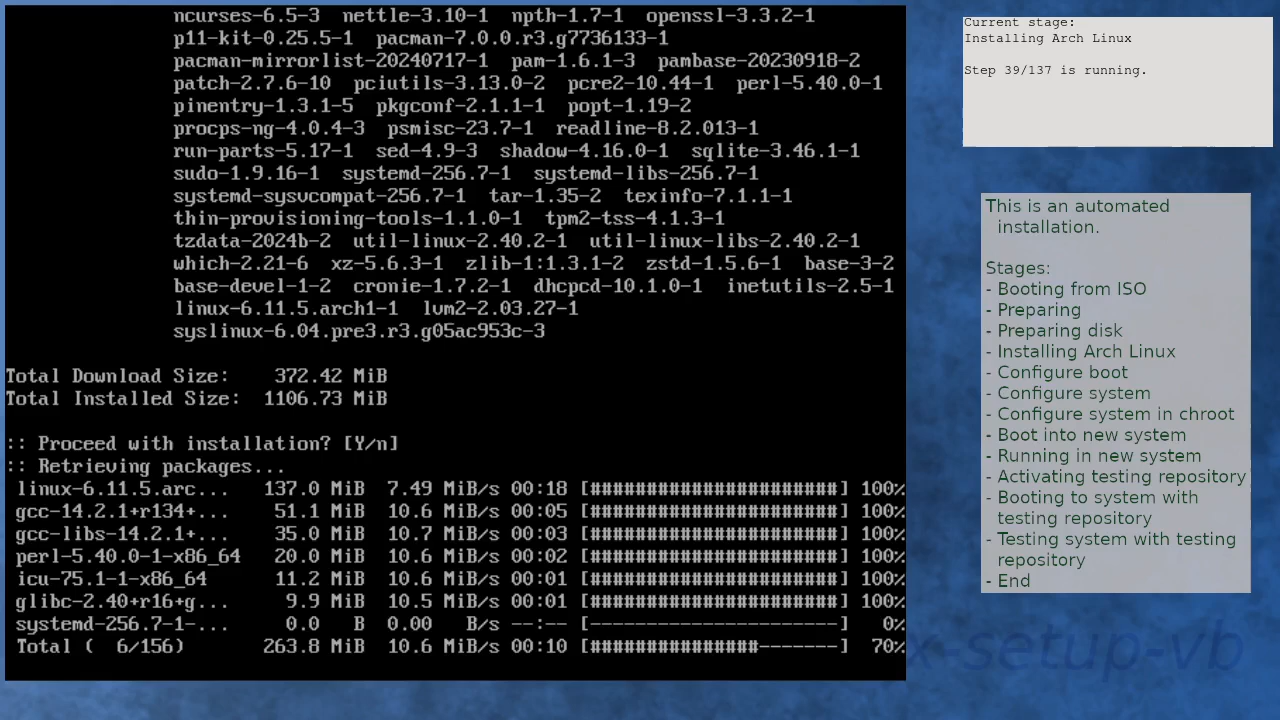 ncurses-6.5-3  nettle-3.10-1  npth-1.7-1  openssl-3.3.2-1
p11-kit-0.25.5-1  pacman-7.0.0.r3.g7736133-1
pacman-mirrorlist-20240717-1  pam-1.6.1-3  pambase-20230918-2
patch-2.7.6-10  pciutils-3.13.0-2  pcre2-10.44-1  perl-5.40.0-1
pinentry-1.3.1-5  pkgconf-2.1.1-1  popt-1.19-2
procps-ng-4.0.4-3  psmisc-23.7-1  readline-8.2.013-1
run-parts-5.17-1  sed-4.9-3  shadow-4.16.0-1  sqlite-3.46.1-1
sudo-1.9.16-1  systemd-256.7-1  systemd-libs-256.7-1
systemd-sysvcompat-256.7-1  tar-1.35-2  texinfo-7.1.1-1
thin-provisioning-tools-1.1.0-1  tpm2-tss-4.1.3-1
tzdata-2024b-2  util-linux-2.40.2-1  util-linux-libs-2.40.2-1
which-2.21-6  xz-5.6.3-1  zlib-1:1.3.1-2  zstd-1.5.6-1  base-3-2
base-devel-1-2  cronie-1.7.2-1  dhcpcd-10.1.0-1  inetutils-2.5-1
linux-6.11.5.arch1-1  lvm2-2.03.27-1
syslinux-6.04.pre3.r3.g05ac953c-3
Total Download Size:    372.42 MiB
Total Installed Size:  1106.73 MiB
:: Proceed with installation? [Y/n]
:: Retrieving packages...
linux-6.11.5.arc...   137.0 MiB  7.49 MiB/s 00:18 [######################] 100%
gcc-14.2.1+r134+...    51.1 MiB  10.6 MiB/s 00:05 [######################] 100%
gcc-libs-14.2.1+...    35.0 MiB  10.7 MiB/s 00:03 [######################] 100%
perl-5.40.0-1-x86_64   20.0 MiB  10.6 MiB/s 00:02 [######################] 100%
icu-75.1-1-x86_64      11.2 MiB  10.6 MiB/s 00:01 [######################] 100%
glibc-2.40+r16+g...     9.9 MiB  10.5 MiB/s 00:01 [######################] 100%
systemd-256.7-1-...     0.0   B  0.00   B/s --:-- [----------------------]   0%
Total (  6/156)       263.8 MiB  10.6 MiB/s 00:10 [###############-------]  70%
Current stage:
Installing Arch Linux
Step 39/137 is running.
This is an automated
installation.
Stages:
- Booting from ISO
- Preparing
- Preparing disk
- Installing Arch Linux
- Configure boot
- Configure system
- Configure system in chroot
- Boot into new system
- Running in new system
- Activating testing repository
- Booting to system with
testing repository
- Testing system with testing
repository
- End
x-setup-vb